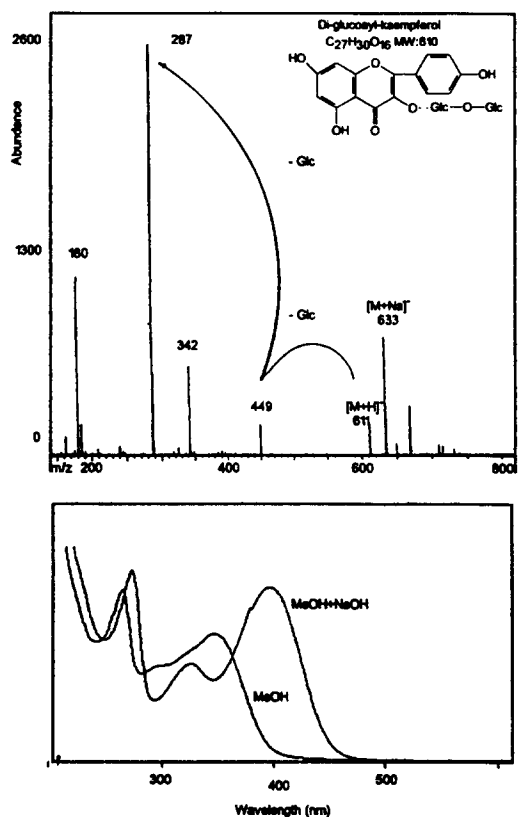 2600
1300
0
Abundance
287
160
342
449
- Glc
- Glc
[M+H]
611
[M+Na]⁻
633
Di-glucosyl-kaempferol
C27H30O16 MW:610
HO
OH
O
O
O
OH
Glc
O
Glc
m/z
200
400
600
800
MeOH+NaOH
MeOH
300
400
500
Wavelength (nm)